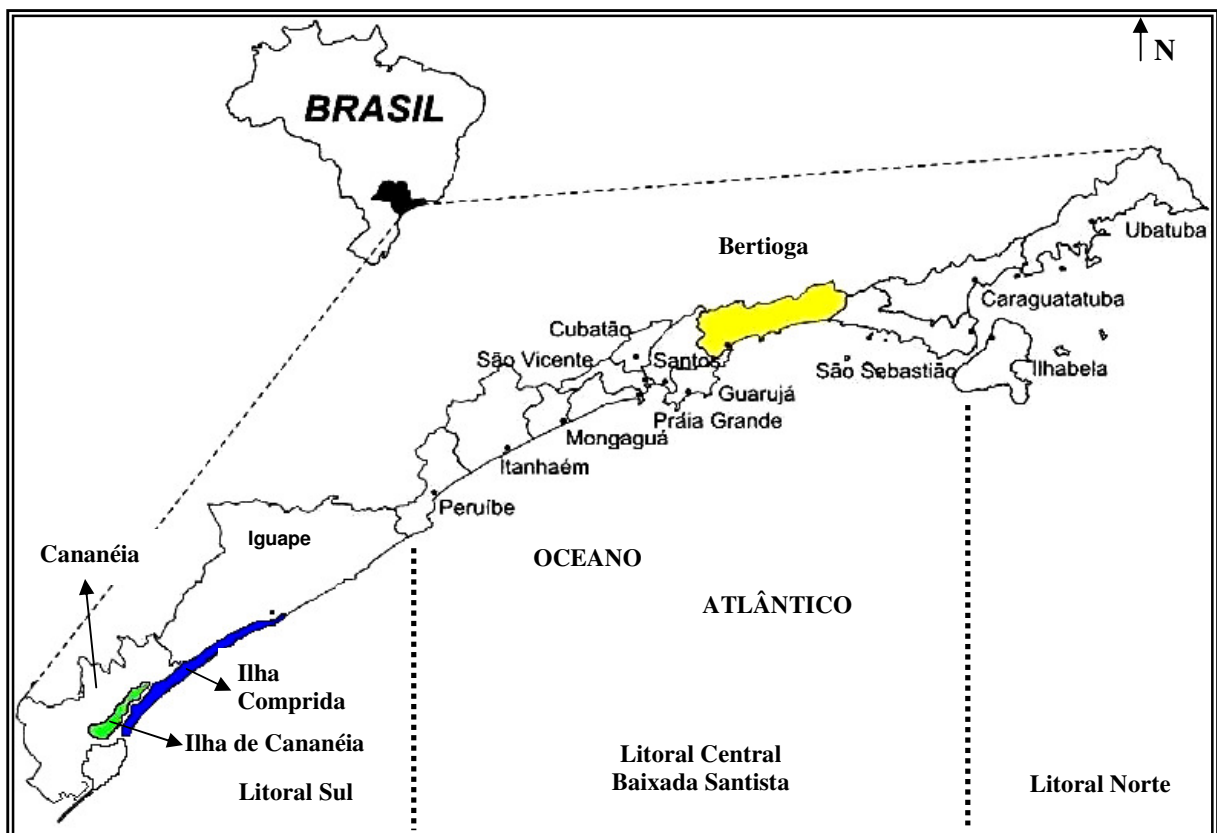 N
BRASIL
Bertioga
Ubatuba
Caraguatatuba
Cubatão
São Vicente
Santos
São Sebastião
Ilhabela
Guarujá
Práia Grande
Mongaguá
Itanhaém
Peruíbe
Iguape
Cananéia
OCEANO
ATLÂNTICO
Ilha
Comprida
Ilha de Cananéia
Litoral Sul
Litoral Central
Baixada Santista
Litoral Norte